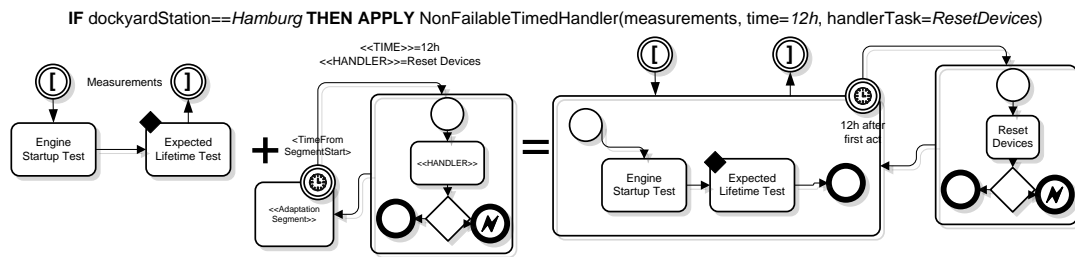 IF dockyardStation==Hamburg THEN APPLY NonFailableTimedHandler(measurements, time=12h, handlerTask=ResetDevices)
<<TIME>>=12h
<<HANDLER>>=Reset Devices
[
Measurements
]
Engine
Startup Test
Expected
Lifetime Test
+
<TimeFrom
SegmentStart>
<<Adaptation
Segment>>
<<HANDLER>>
=
[
]
Engine
Startup Test
Expected
Lifetime Test
12h after
first act
Reset
Devices